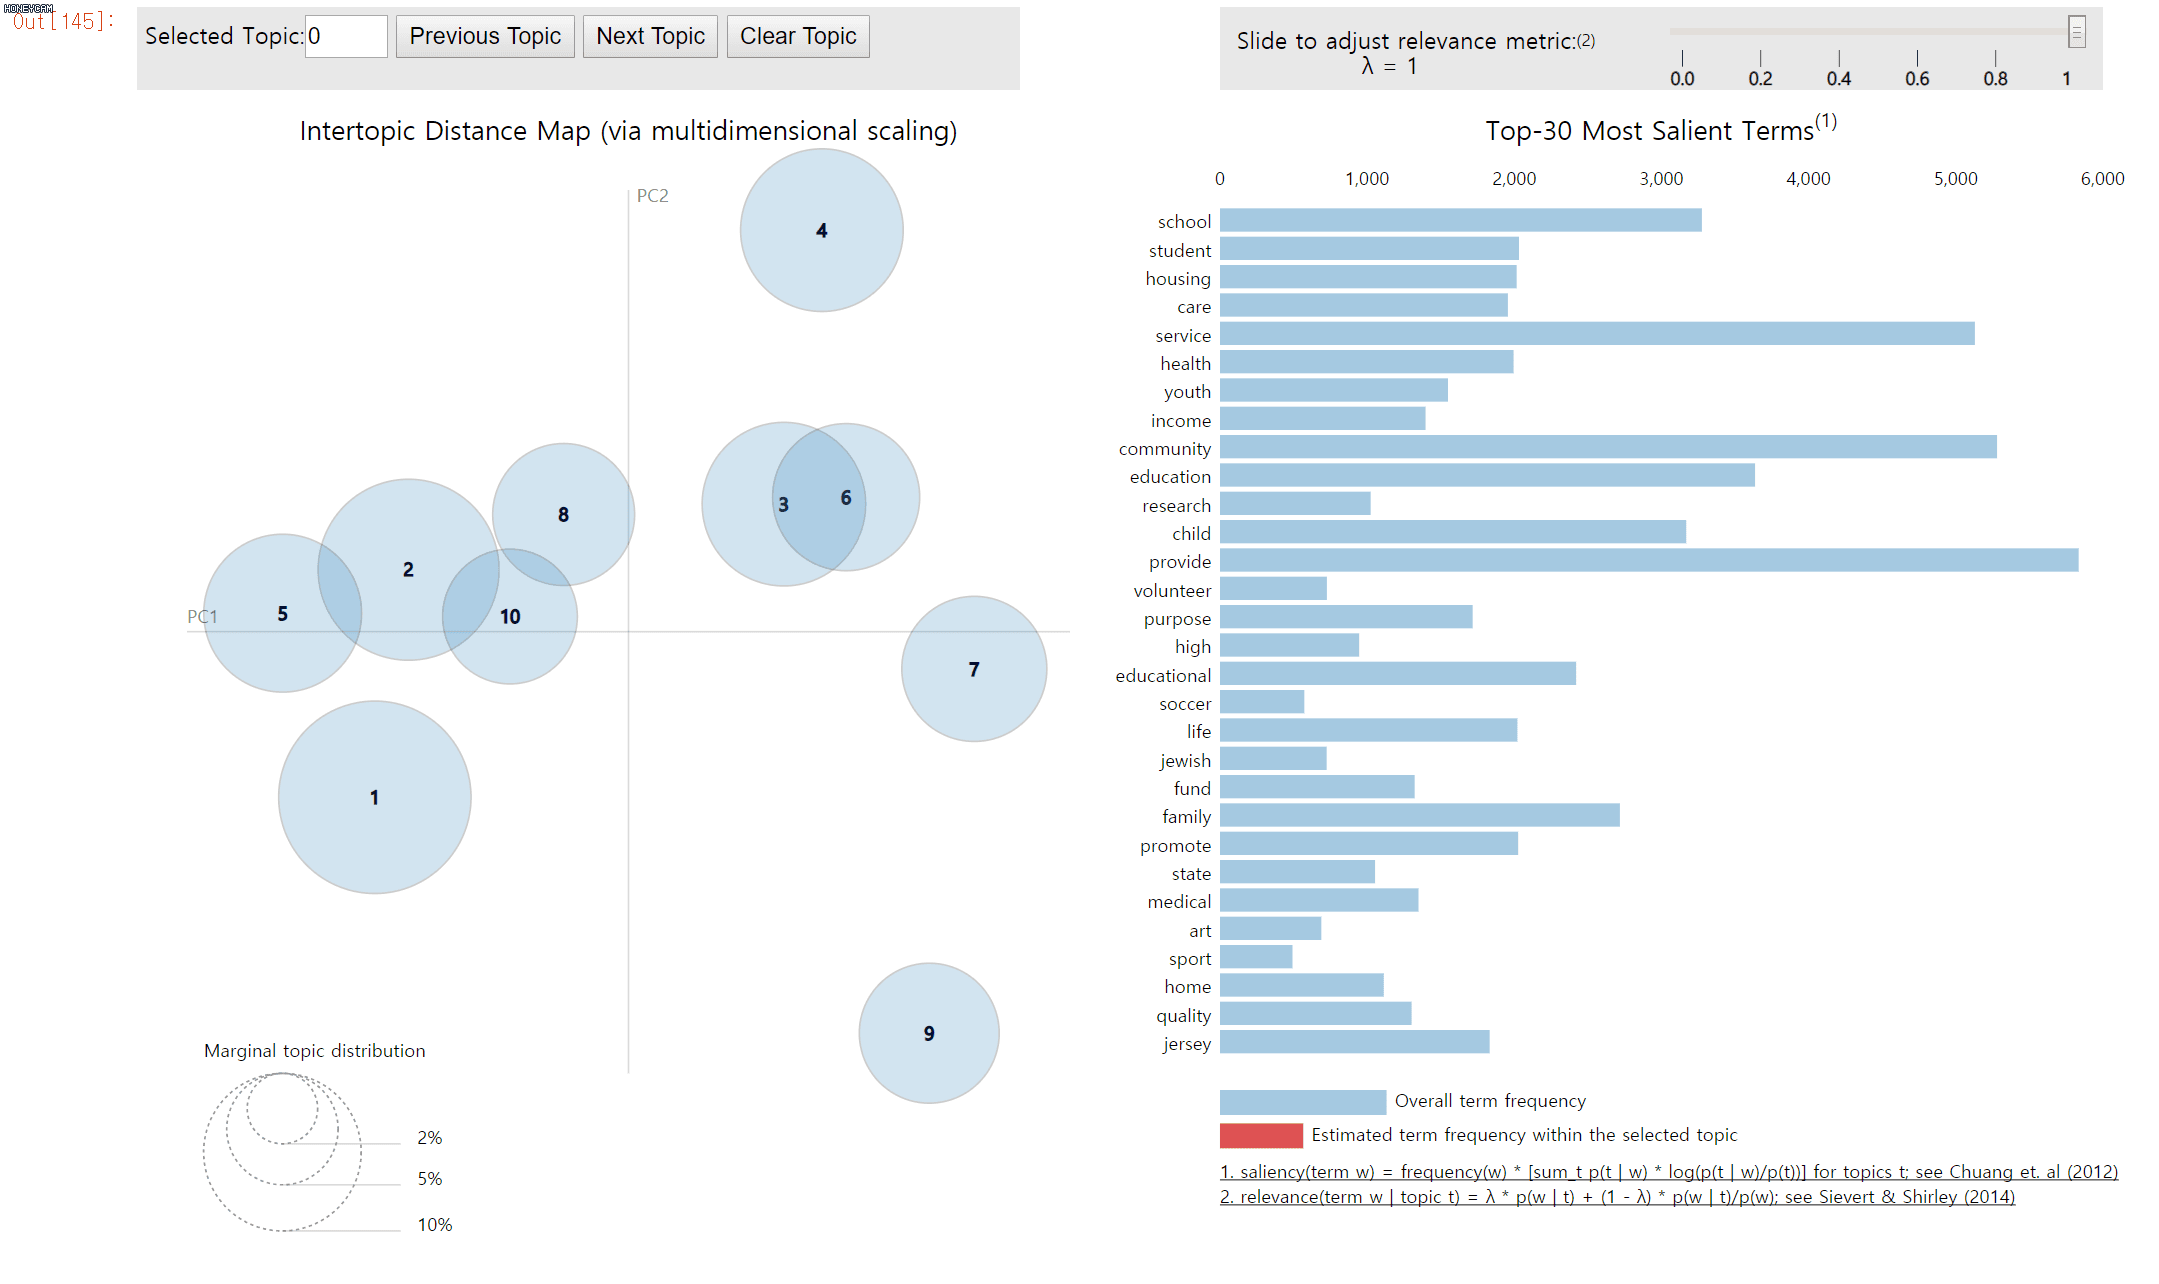 HONEYCAM
Out[145]:
Selected Topic: 0 Previous Topic Next Topic Clear Topic
Slide to adjust relevance metric:(2)
λ = 1
0.0 0.2 0.4 0.6 0.8 1
Intertopic Distance Map (via multidimensional scaling)
PC2
PC1
4
3
6
8
2
5
10
7
1
9
Marginal topic distribution
2%
5%
10%
Top-30 Most Salient Terms(1)
0 1,000 2,000 3,000 4,000 5,000 6,000
school
student
housing
care
service
health
youth
income
community
education
research
child
provide
volunteer
purpose
high
educational
soccer
life
jewish
fund
family
promote
state
medical
art
sport
home
quality
jersey
Overall term frequency
Estimated term frequency within the selected topic
1. saliency(term w) = frequency(w) * [sum_t p(t | w) * log(p(t | w)/p(t))] for topics t; see Chuang et. al (2012)
2. relevance(term w | topic t) = λ * p(w | t) + (1 - λ) * p(w | t)/p(w); see Sievert & Shirley (2014)